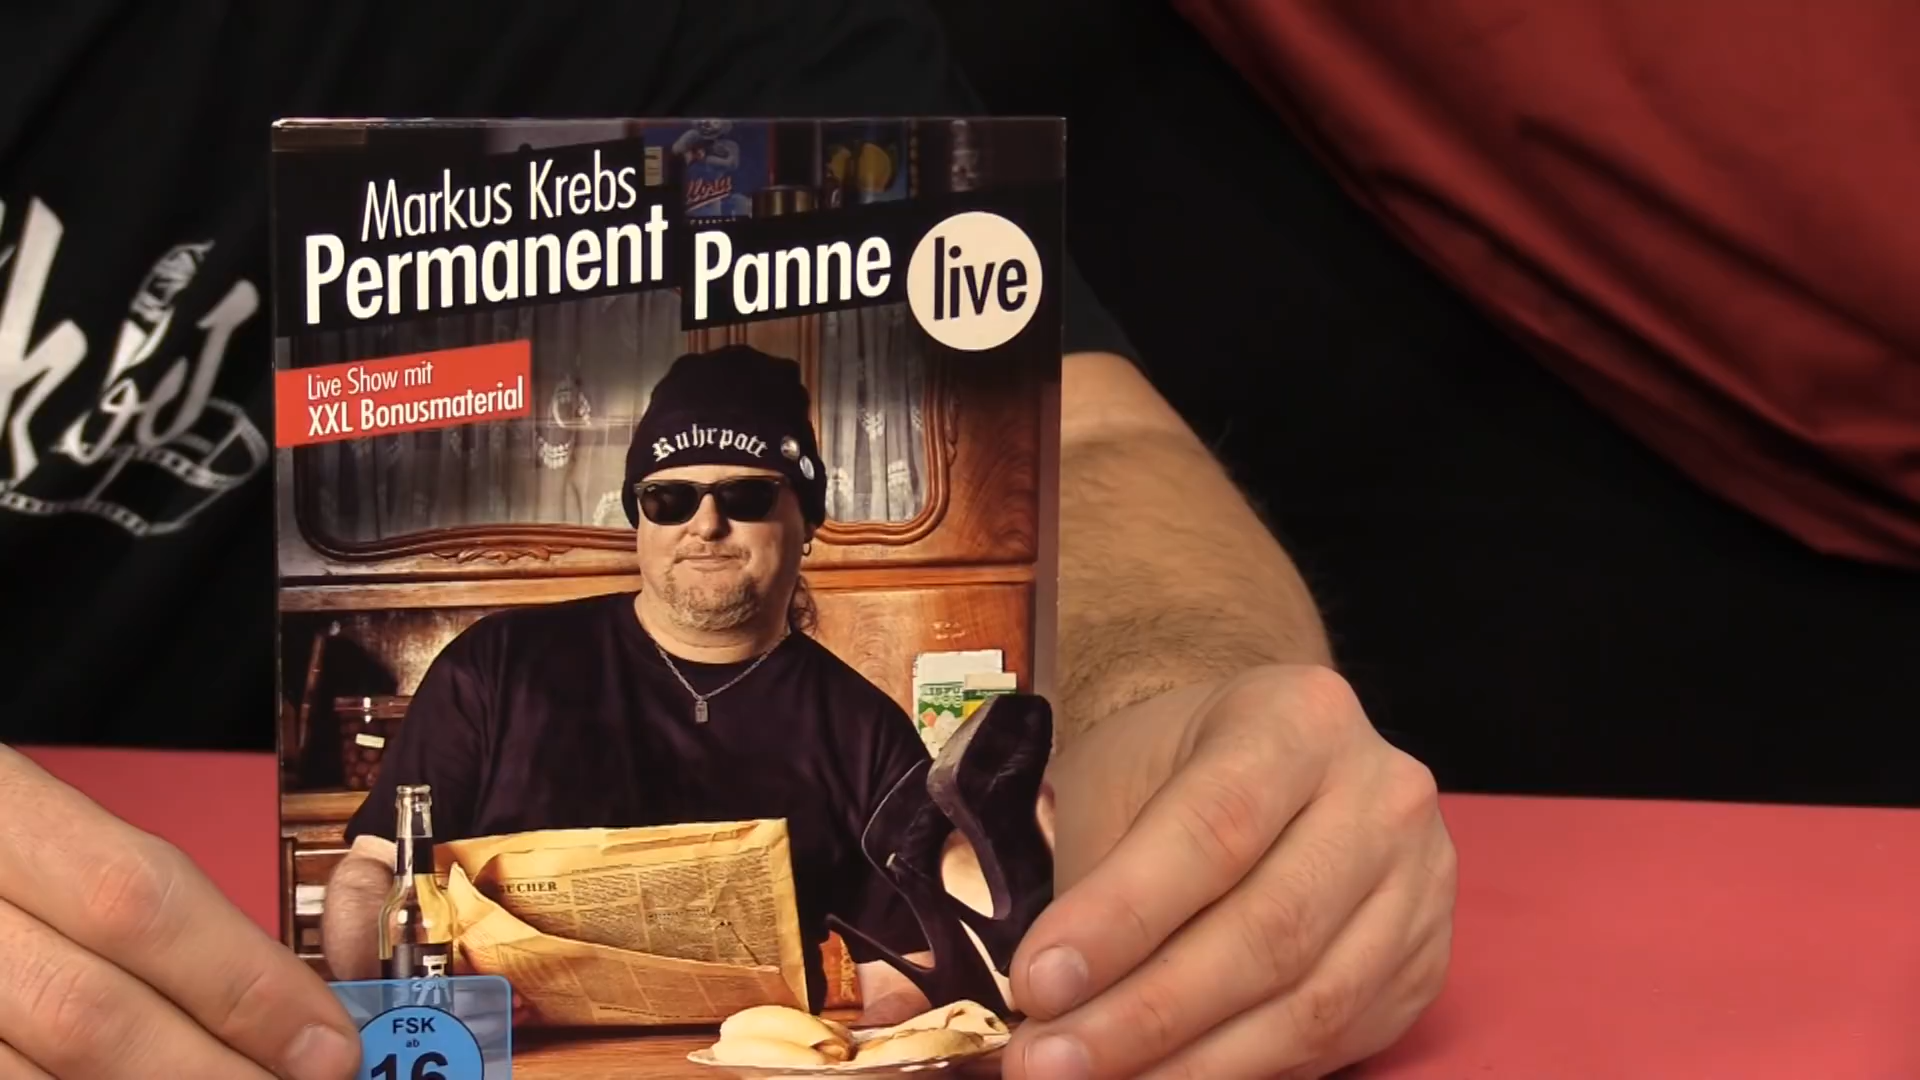 Markus Krebs
Permanent
Panne
live
Live Show mit
XXL Bonusmaterial
Ruhrpott
FSK
ab
16